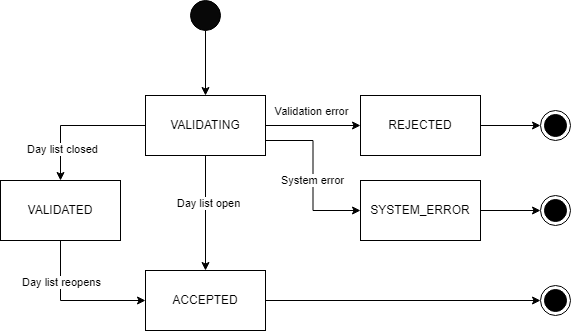 Validation error
VALIDATING
REJECTED
Day list closed
System error
Day list open
VALIDATED
SYSTEM_ERROR
Day list reopens
ACCEPTED